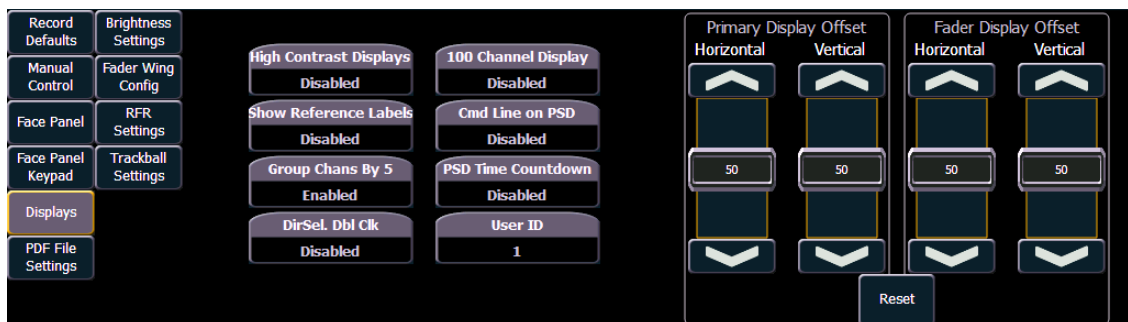 Record
Defaults
Brightness
Settings
Manual
Control
Fader Wing
Config
Face Panel
RFR
Settings
Face Panel
Keypad
Trackball
Settings
Displays
PDF File
Settings
High Contrast Displays
Disabled
100 Channel Display
Disabled
Show Reference Labels
Disabled
Cmd Line on PSD
Disabled
Group Chans By 5
Enabled
PSD Time Countdown
Disabled
DirSel. Dbl Clk
Disabled
User ID
1
Primary Display Offset
Horizontal
Vertical
50
50
Fader Display Offset
Horizontal
Vertical
50
50
Reset